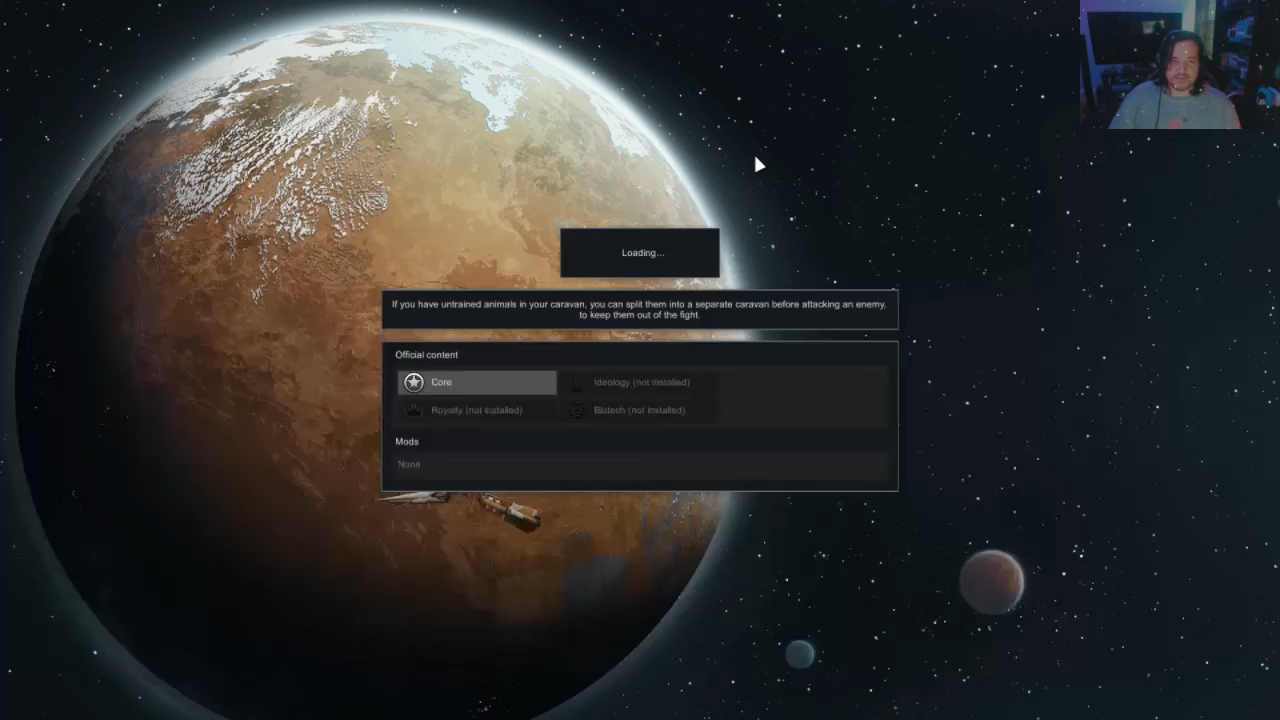 Loading...
If you have untrained animals in your caravan, you can split them into a separate caravan before attacking an enemy,
to keep them out of the fight.
Official content
Core
Ideology (not installed)
Royalty (not installed)
Biotech (not installed)
Mods
None